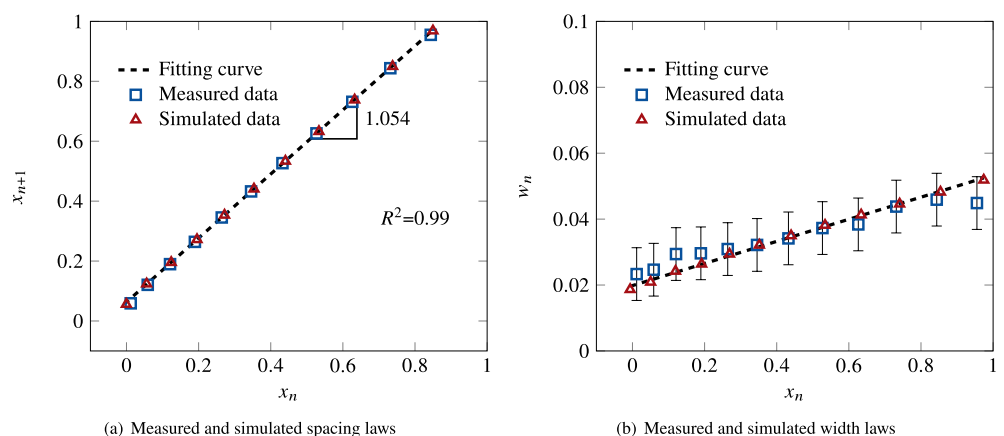 1
0.8
0.6
0.4
0.2
0
x_{n+1}
Fitting curve
Measured data
Simulated data
1.054
R²=0.99
0 0.2 0.4 0.6 0.8 1
x_n
(a) Measured and simulated spacing laws
0.1
0.08
0.06
0.04
0.02
0
w_n
Fitting curve
Measured data
Simulated data
0 0.2 0.4 0.6 0.8 1
x_n
(b) Measured and simulated width laws